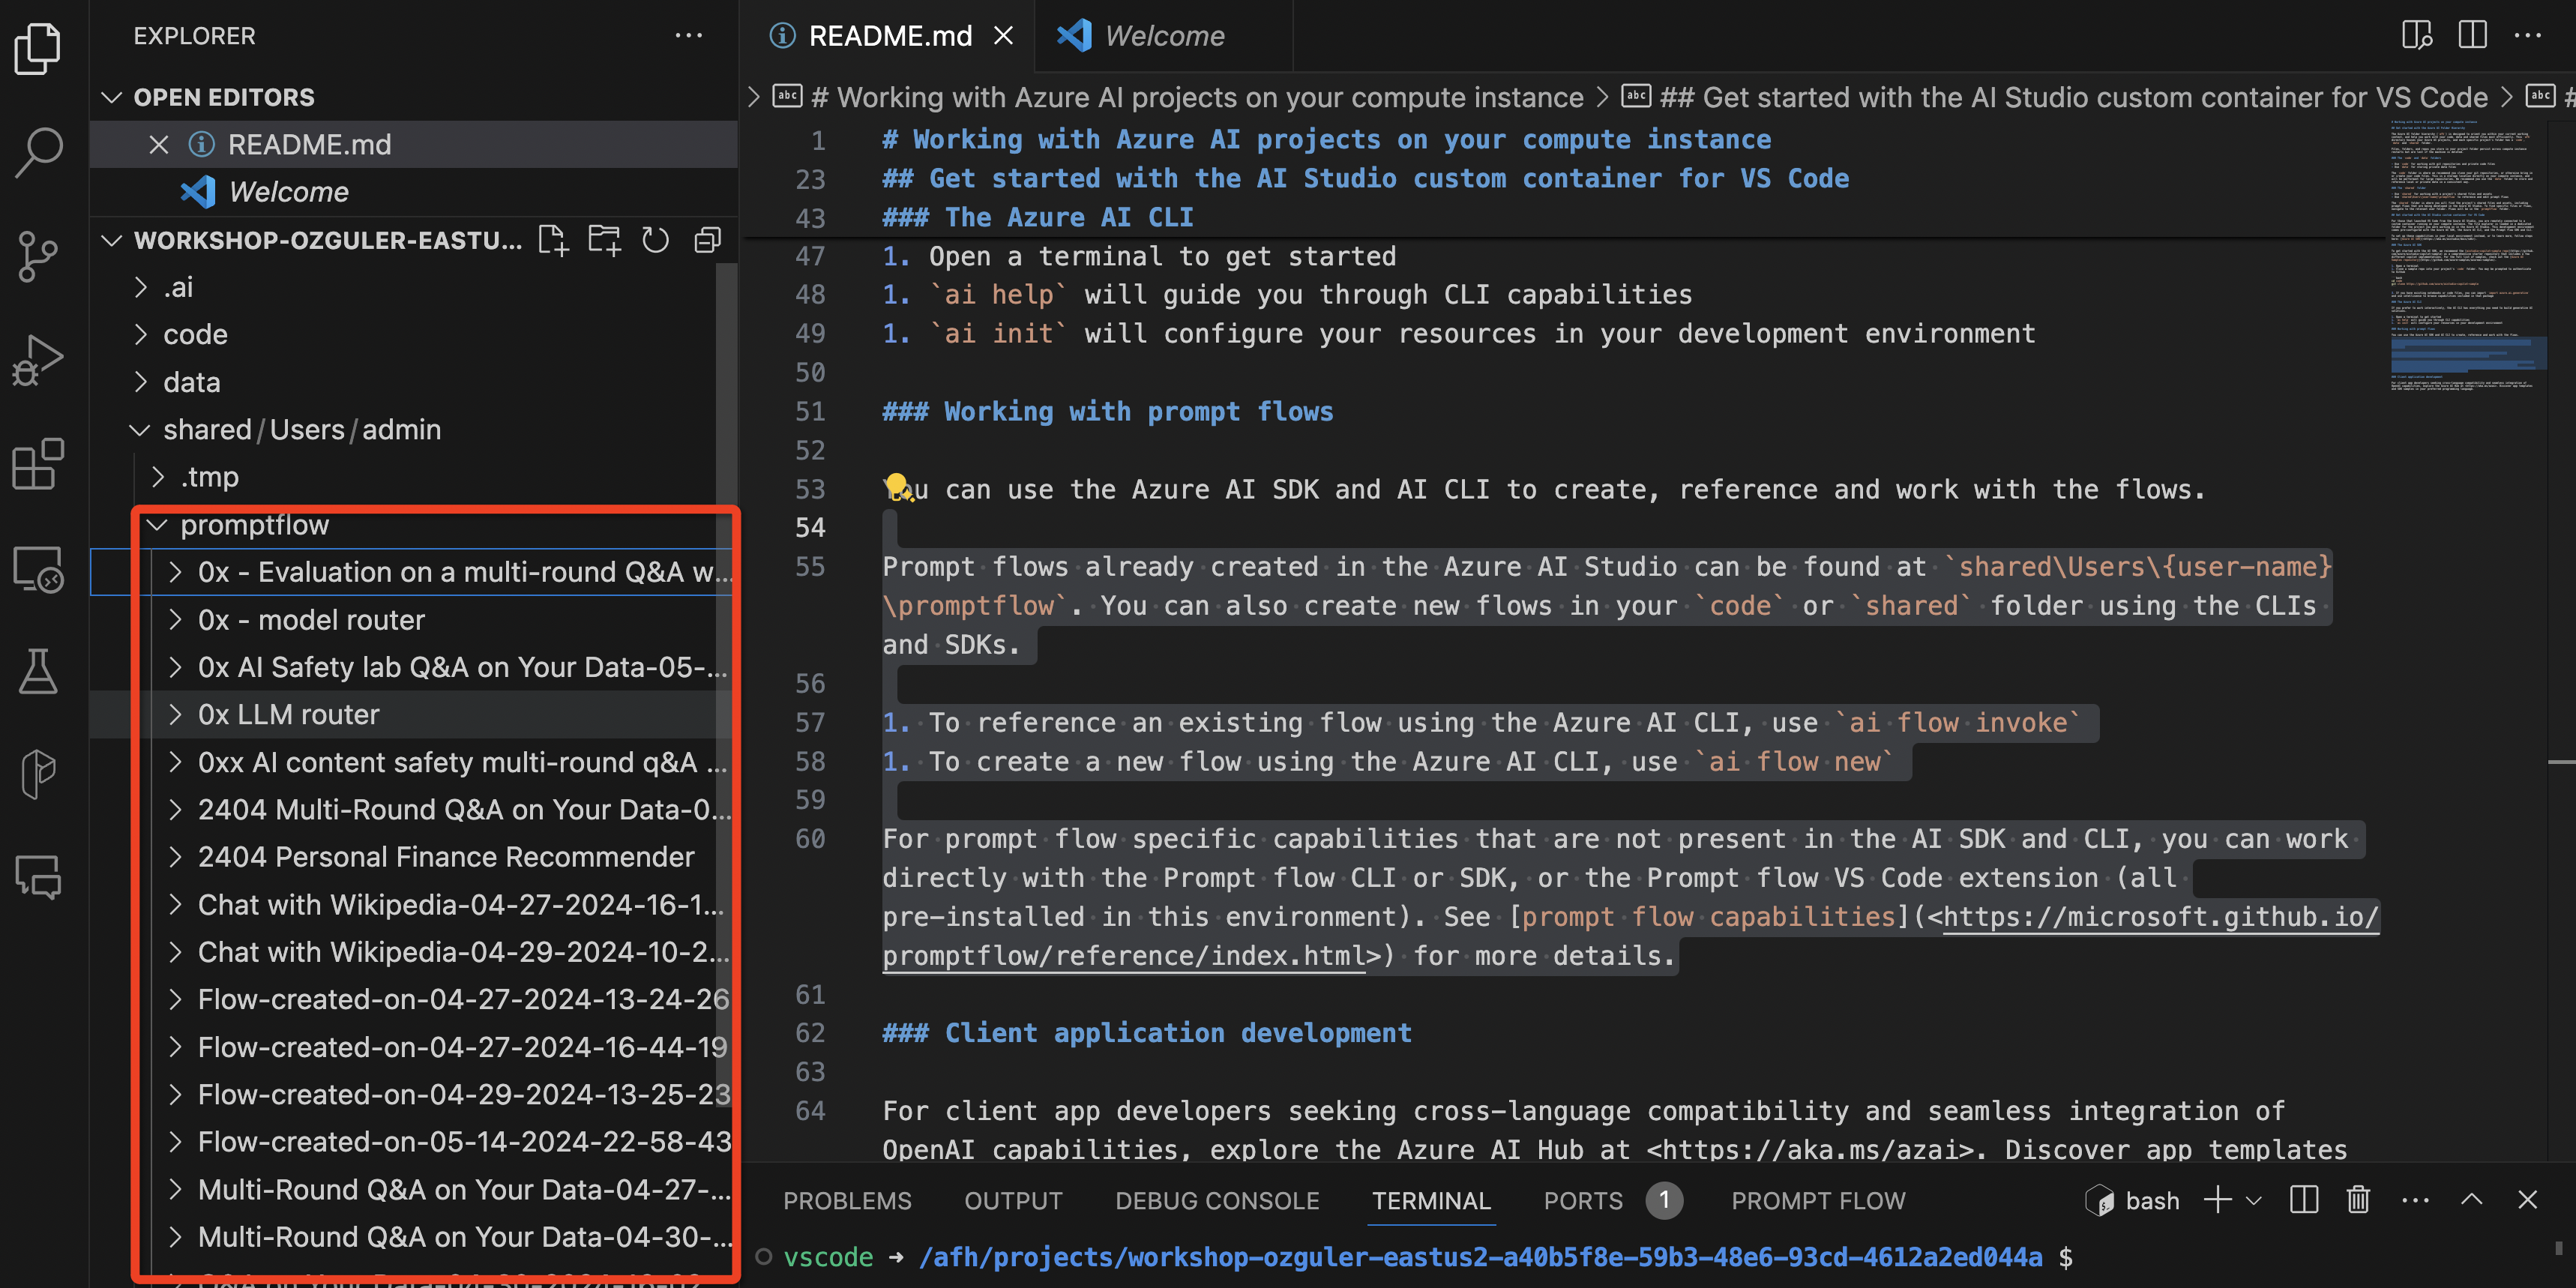 EXPLORER
OPEN EDITORS
README.md
Welcome
WORKSHOP-OZGULER-EASTU...
.ai
code
data
shared/Users/admin
.tmp
promptflow
0x - Evaluation on a multi-round Q&A w...
0x - model router
0x AI Safety lab Q&A on Your Data-05-...
0x LLM router
0xx AI content safety multi-round q&A ...
2404 Multi-Round Q&A on Your Data-0...
2404 Personal Finance Recommender
Chat with Wikipedia-04-27-2024-16-1...
Chat with Wikipedia-04-29-2024-10-2...
Flow-created-on-04-27-2024-13-24-26
Flow-created-on-04-27-2024-16-44-19
Flow-created-on-04-29-2024-13-25-23
Flow-created-on-05-14-2024-22-58-43
Multi-Round Q&A on Your Data-04-27-...
Multi-Round Q&A on Your Data-04-30-...
README.md
Welcome
# Working with Azure AI projects on your compute instance > ## Get started with the AI Studio custom container for VS Code > #
1 # Working with Azure AI projects on your compute instance
23 ## Get started with the AI Studio custom container for VS Code
43 ### The Azure AI CLI
47 1. Open a terminal to get started
48 1. `ai help` will guide you through CLI capabilities
49 1. `ai init` will configure your resources in your development environment
50
51 ### Working with prompt flows
52
53 You can use the Azure AI SDK and AI CLI to create, reference and work with the flows.
54
55 Prompt flows already created in the Azure AI Studio can be found at `shared\Users\{user-name}
\promptflow`. You can also create new flows in your `code` or `shared` folder using the CLIs
and SDKs.
56
57 1. To reference an existing flow using the Azure AI CLI, use `ai flow invoke`
58 1. To create a new flow using the Azure AI CLI, use `ai flow new`
59
60 For prompt flow specific capabilities that are not present in the AI SDK and CLI, you can work
directly with the Prompt flow CLI or SDK, or the Prompt flow VS Code extension (all
pre-installed in this environment). See [prompt flow capabilities](<https://microsoft.github.io/
promptflow/reference/index.html>) for more details.
61
62 ### Client application development
63
64 For client app developers seeking cross-language compatibility and seamless integration of
OpenAI capabilities, explore the Azure AI Hub at <https://aka.ms/azai>. Discover app templates
PROBLEMS OUTPUT DEBUG CONSOLE TERMINAL PORTS 1 PROMPT FLOW bash
vscode ➜ /afh/projects/workshop-ozguler-eastus2-a40b5f8e-59b3-48e6-93cd-4612a2ed044a $